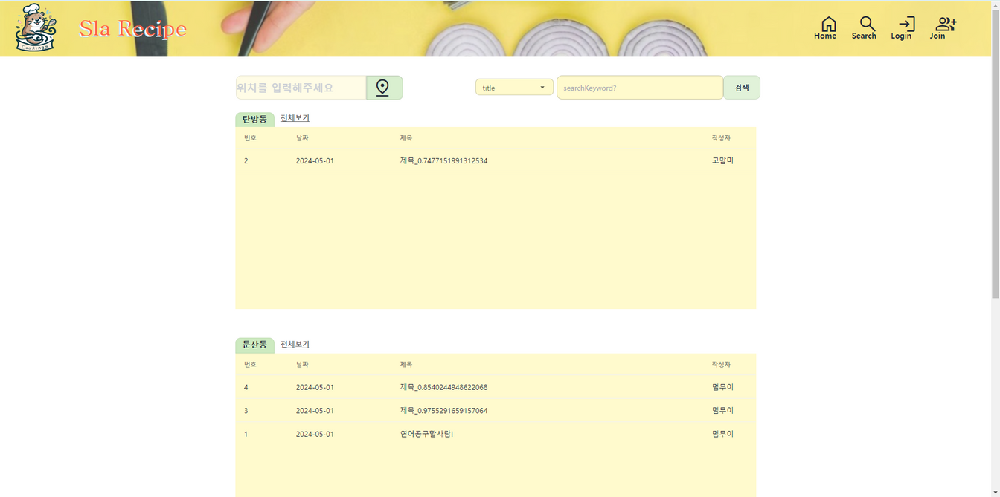 Sla Recipe
Home Search Login Join
위치를 입력해주세요 title searchKeyword? 검색
탄방동 전체보기
번호 날짜 제목 작성자
2 2024-05-01 제목_0.7477151991312534 고먐미
둔산동 전체보기
번호 날짜 제목 작성자
4 2024-05-01 제목_0.8540244948622068 멈무이
3 2024-05-01 제목_0.9755291659157064 멈무이
1 2024-05-01 연어공구할사람! 멈무이